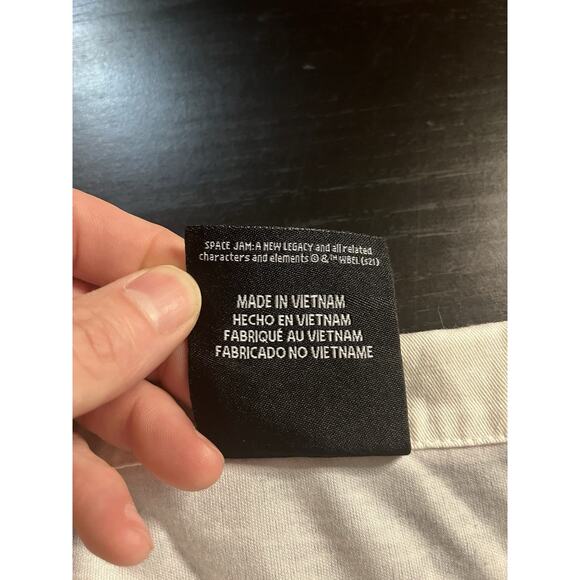 SPACE JAM: A NEW LEGACY and all related
characters and elements © &™ WBEI. (s21)
MADE IN VIETNAM
HECHO EN VIETNAM
FABRIQUÉ AU VIETNAM
FABRICADO NO VIETNAME